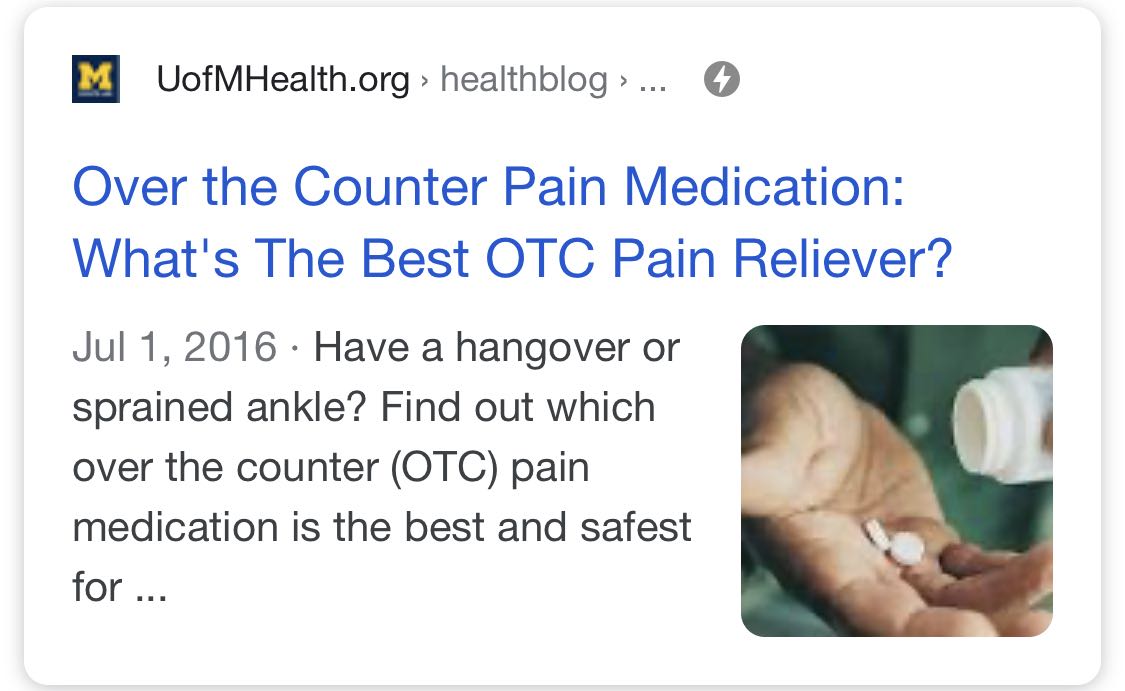 M
UofMHealth.org › healthblog › ...
Over the Counter Pain Medication:
What's The Best OTC Pain Reliever?
Jul 1, 2016 · Have a hangover or
sprained ankle? Find out which
over the counter (OTC) pain
medication is the best and safest
for ...